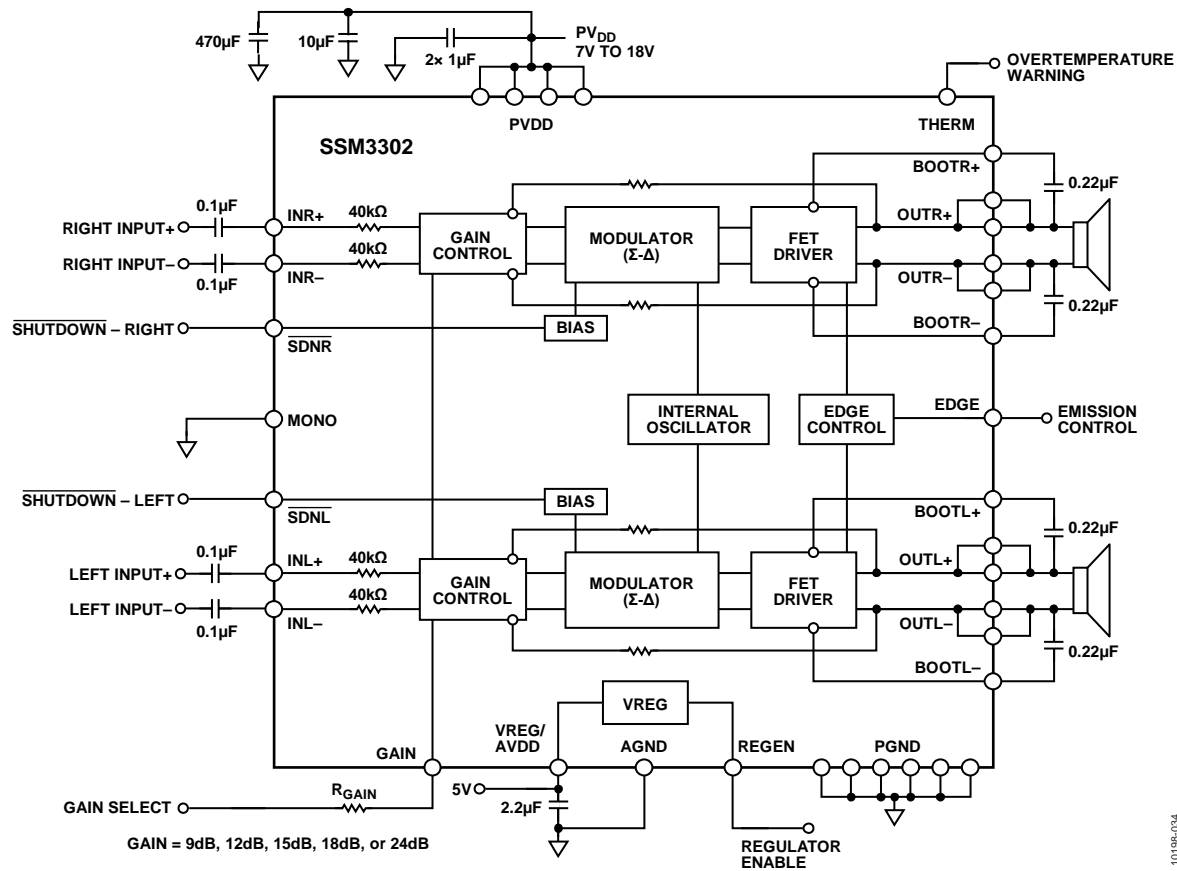 470µF
10µF
2× 1µF
PVDD
7V TO 18V
OVERTEMPERATURE
WARNING
PVDD
THERM
SSM3302
BOOTR+
0.22µF
0.1µF
RIGHT INPUT+
INR+
40kΩ
GAIN
CONTROL
MODULATOR
(Σ-Δ)
FET
DRIVER
OUTR+
RIGHT INPUT–
40kΩ
INR–
0.1µF
OUTR–
0.22µF
SHUTDOWN – RIGHT
SDNR
BIAS
BOOTR–
MONO
INTERNAL
OSCILLATOR
EDGE
CONTROL
EDGE
EMISSION
CONTROL
SHUTDOWN – LEFT
SDNL
BIAS
BOOTL+
0.22µF
0.1µF
LEFT INPUT+
INL+
40kΩ
GAIN
CONTROL
MODULATOR
(Σ-Δ)
FET
DRIVER
OUTL+
LEFT INPUT–
40kΩ
INL–
0.1µF
OUTL–
0.22µF
BOOTL–
VREG
VREG/
AVDD
GAIN
AGND
REGEN
PGND
GAIN SELECT
RGAIN
5V
2.2µF
GAIN = 9dB, 12dB, 15dB, 18dB, or 24dB
REGULATOR
ENABLE
10198-034